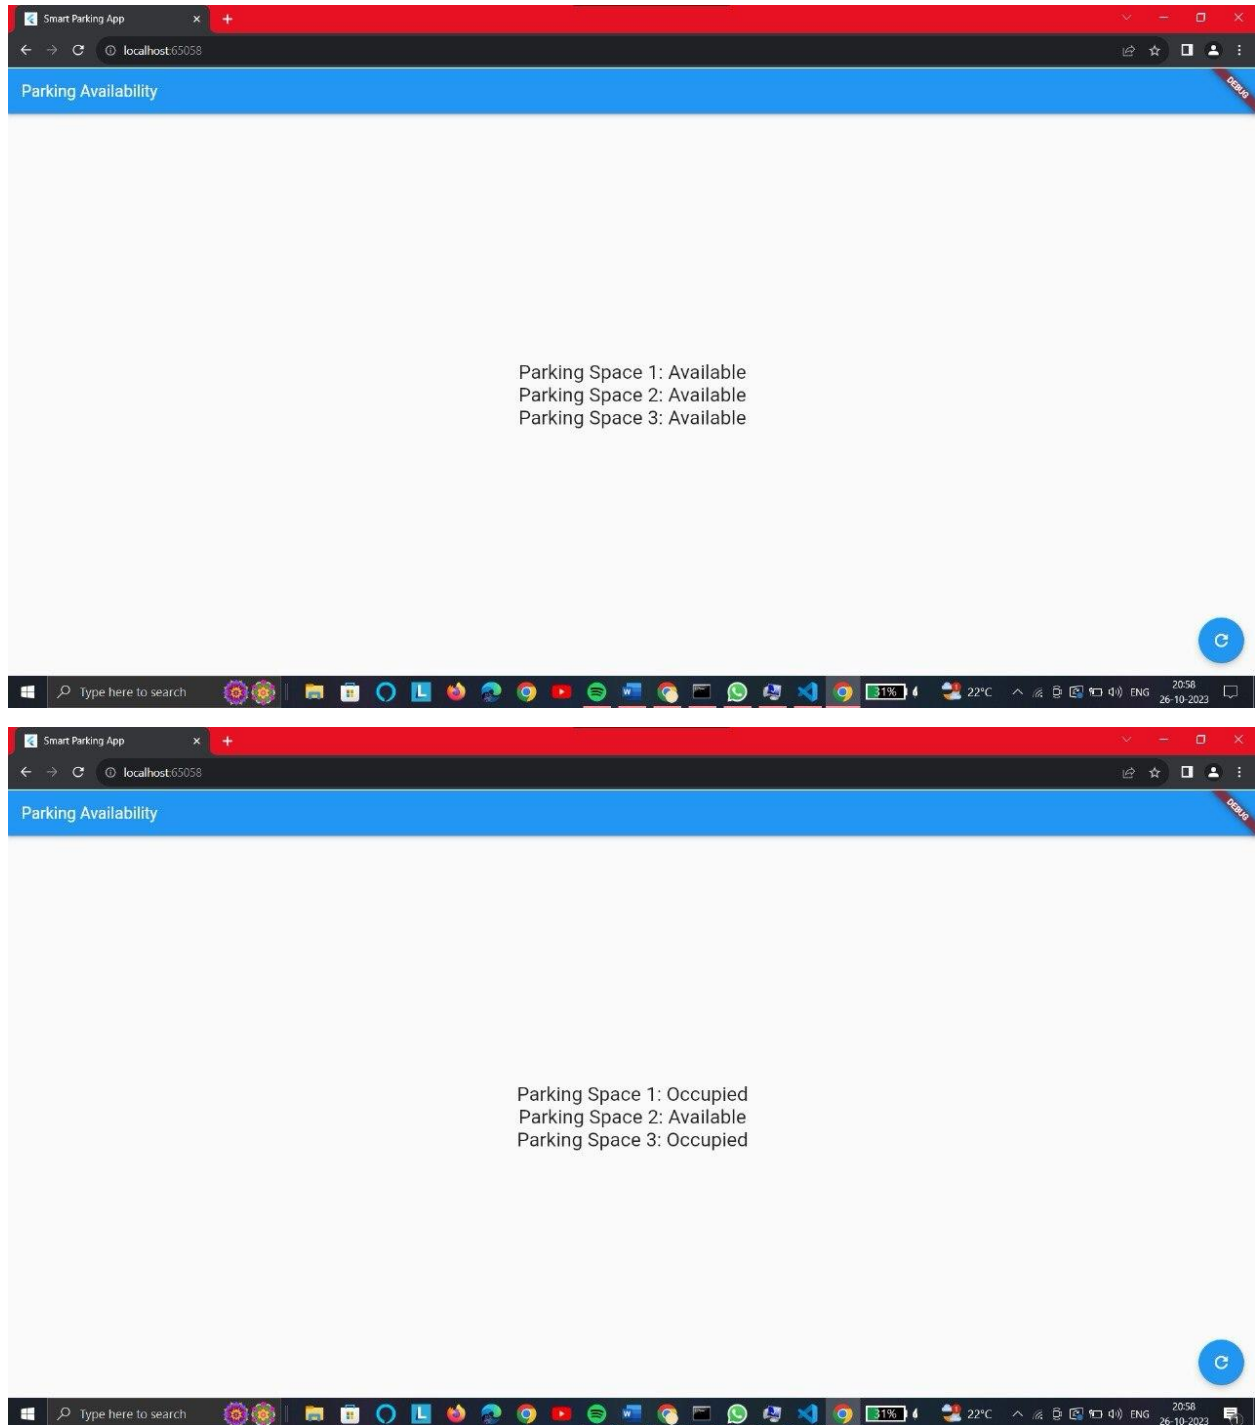 Smart Parking App
localhost:65058
Parking Availability
DEBUG
Parking Space 1: Available
Parking Space 2: Available
Parking Space 3: Available
Type here to search
L
W
31%
22°C
ENG
20:58
26-10-2023
Smart Parking App
localhost:65058
Parking Availability
DEBUG
Parking Space 1: Occupied
Parking Space 2: Available
Parking Space 3: Occupied
Type here to search
L
W
31%
22°C
ENG
20:58
26-10-2023